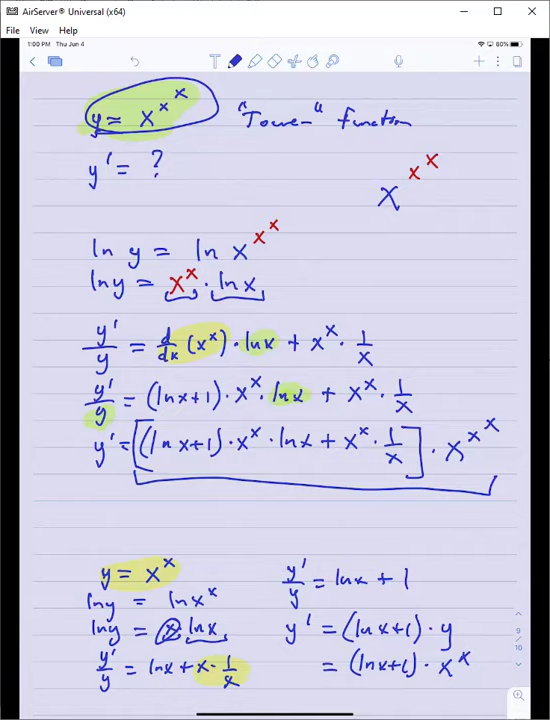 AirServer® Universal (x64)
File View Help
1:00 PM Thu Jun 4
80%
y = x^x^x "Tower" function
y' = ?
x^x^x
ln y = ln x^x^x
ln y = x^x · ln x
y'/y = d/dx (x^x) · ln x + x^x · 1/x
y'/y = (ln x+1) · x^x · ln x + x^x · 1/x
y' = [(ln x+1) · x^x · ln x + x^x · 1/x] · x^x^x
y = x^x
ln y = ln x^x
ln y = x · ln x
y'/y = ln x + x · 1/x
y'/y = ln x + 1
y' = (ln x+1) · y
= (ln x+1) · x^x
9
/
10